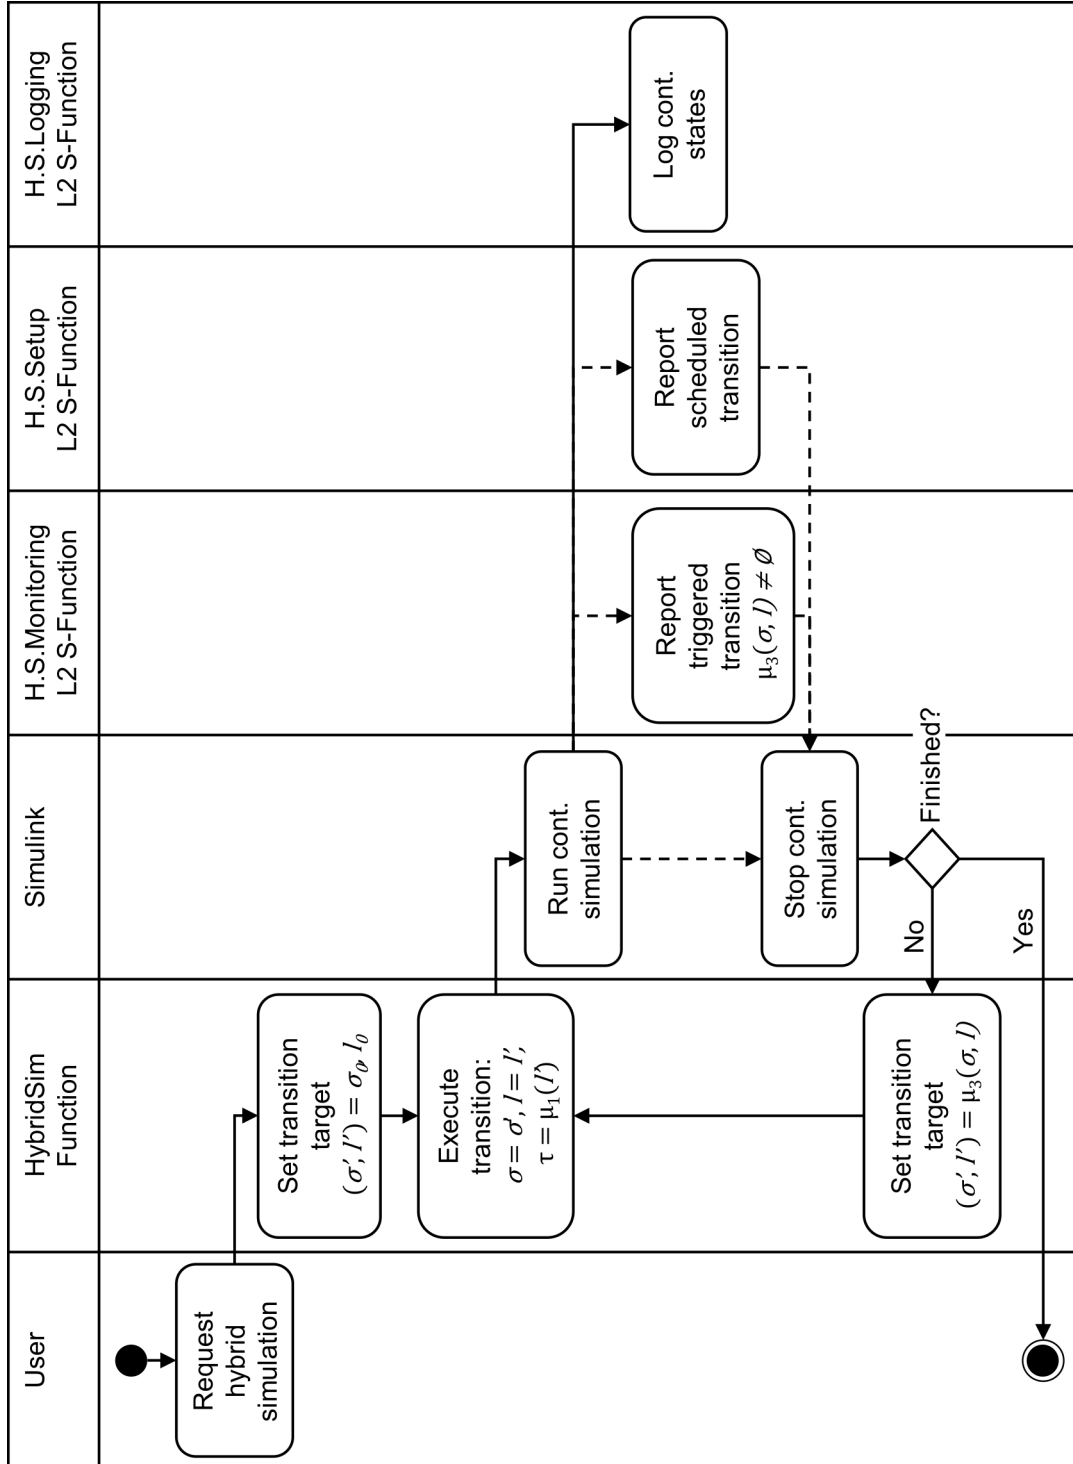 User
HybridSim
Function
Simulink
H.S.Monitoring
L2 S-Function
H.S.Setup
L2 S-Function
H.S.Logging
L2 S-Function
Request
hybrid
simulation
Set transition
target
(σ′, l′) = σ₀, l₀
Execute
transition:
σ = σ′, l = l′,
τ = μ₁(l′)
Run cont.
simulation
Report
triggered
transition
μ₃(σ, l) ≠ ∅
Report
scheduled
transition
Log cont.
states
Stop cont.
simulation
Finished?
No
Yes
Set transition
target
(σ′, l′) = μ₃(σ, l)